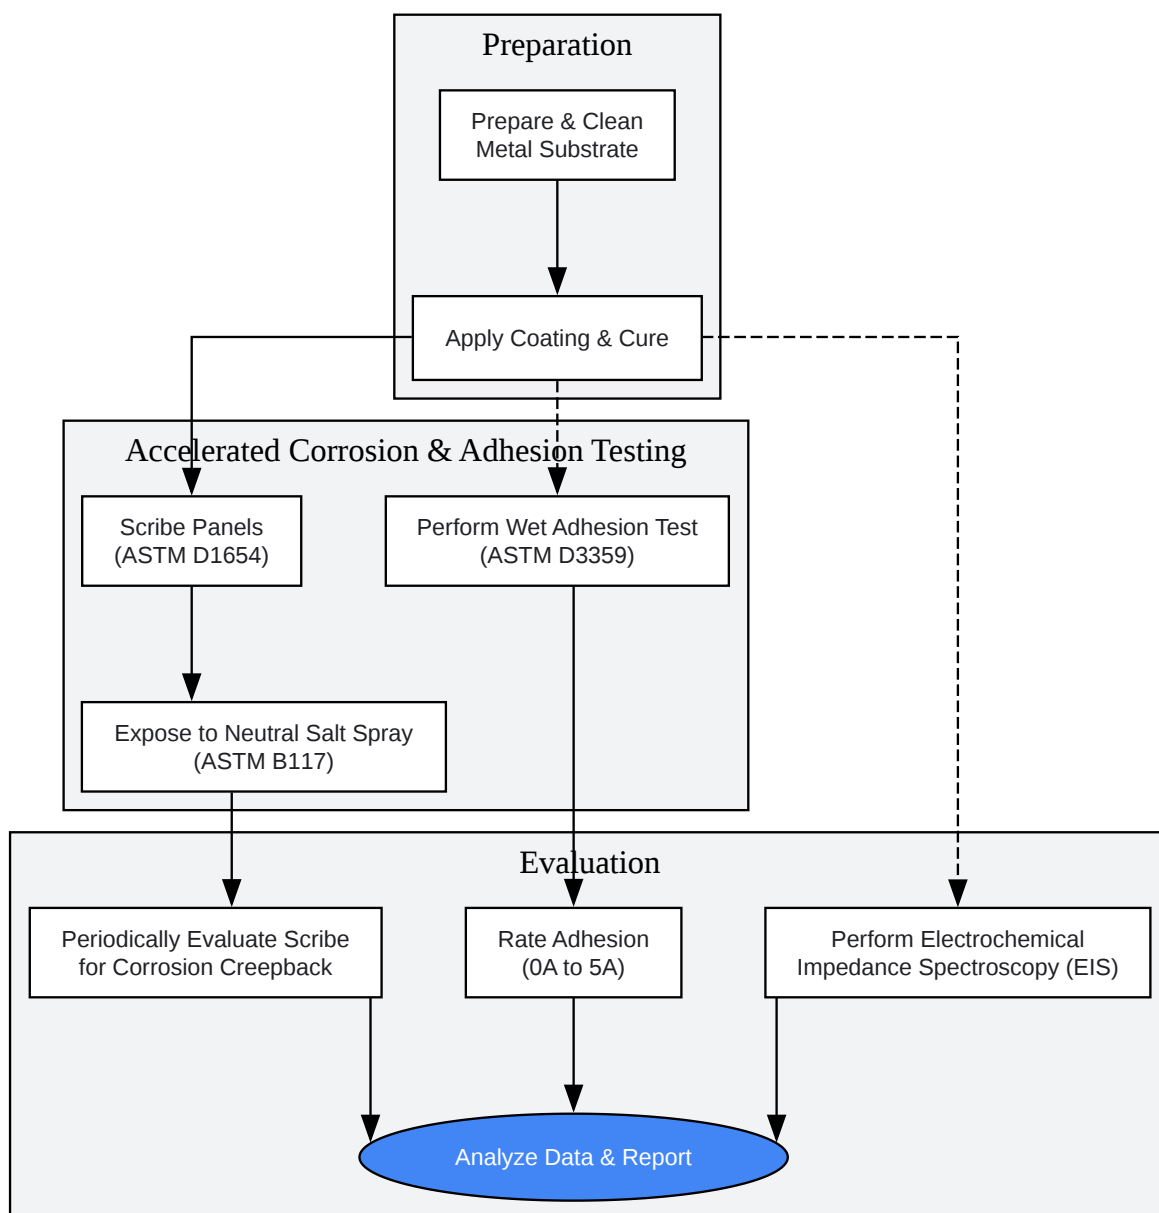 Preparation
Prepare & Clean
Metal Substrate
Apply Coating & Cure
Accelerated Corrosion & Adhesion Testing
Scribe Panels
(ASTM D1654)
Perform Wet Adhesion Test
(ASTM D3359)
Expose to Neutral Salt Spray
(ASTM B117)
Evaluation
Periodically Evaluate Scribe
for Corrosion Creepback
Rate Adhesion
(0A to 5A)
Perform Electrochemical
Impedance Spectroscopy (EIS)
Analyze Data & Report